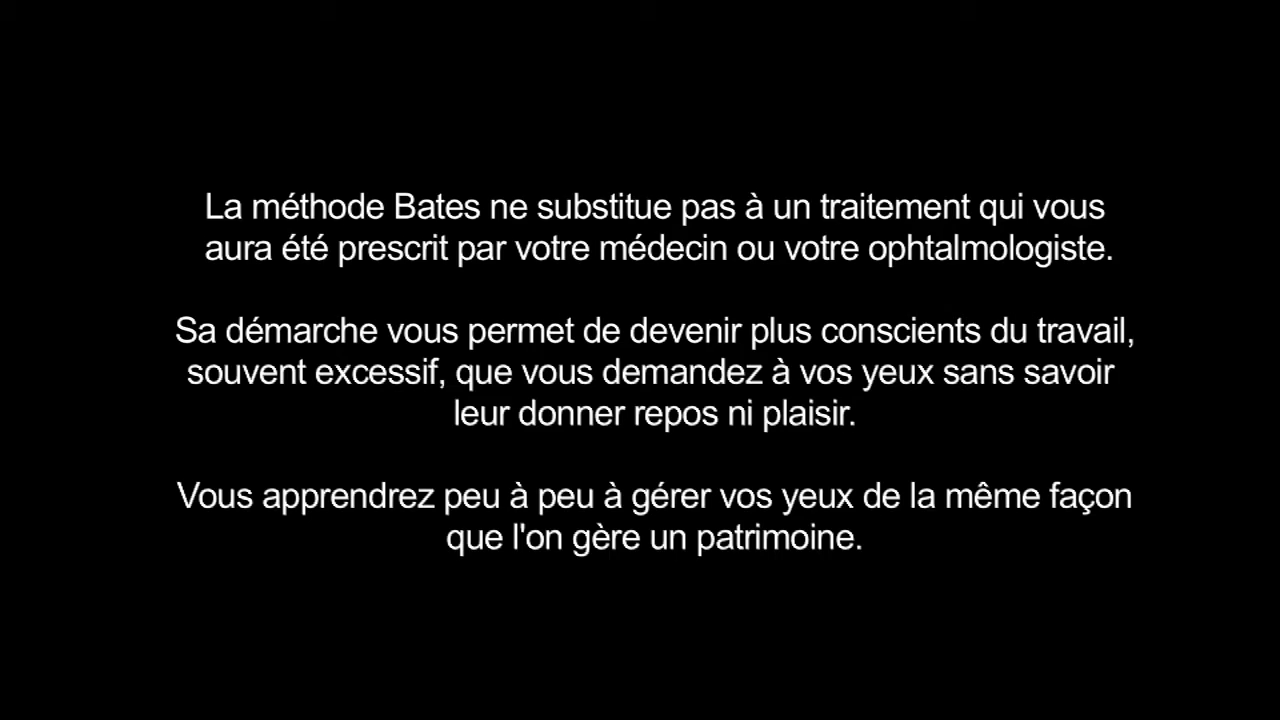 La méthode Bates ne substitue pas à un traitement qui vous
aura été prescrit par votre médecin ou votre ophtalmologiste.
Sa démarche vous permet de devenir plus conscients du travail,
souvent excessif, que vous demandez à vos yeux sans savoir
leur donner repos ni plaisir.
Vous apprendrez peu à peu à gérer vos yeux de la même façon
que l'on gère un patrimoine.